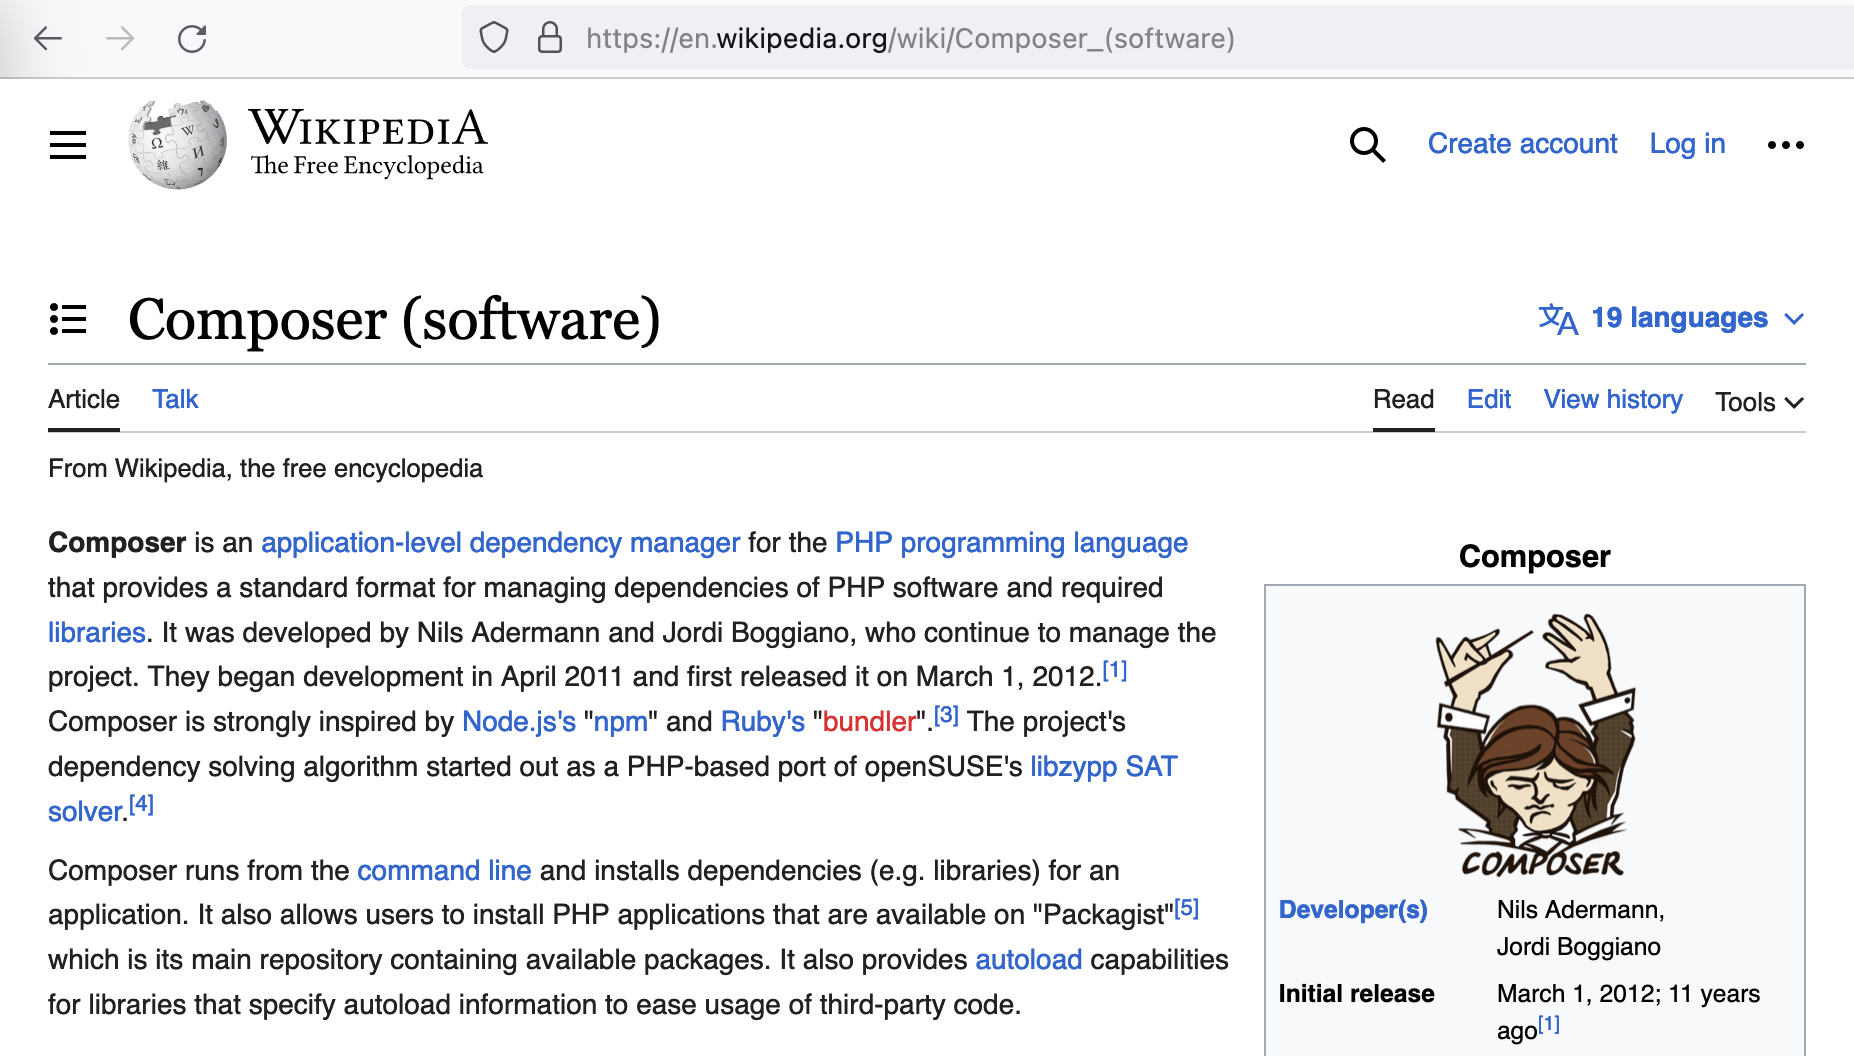 https://en.wikipedia.org/wiki/Composer_(software)
WIKIPEDIA
The Free Encyclopedia
Create account Log in
Composer (software)
19 languages
Article Talk
Read Edit View history Tools
From Wikipedia, the free encyclopedia
Composer is an application-level dependency manager for the PHP programming language
that provides a standard format for managing dependencies of PHP software and required
libraries. It was developed by Nils Adermann and Jordi Boggiano, who continue to manage the
project. They began development in April 2011 and first released it on March 1, 2012.[1]
Composer is strongly inspired by Node.js's "npm" and Ruby's "bundler".[3] The project's
dependency solving algorithm started out as a PHP-based port of openSUSE's libzypp SAT
solver.[4]
Composer runs from the command line and installs dependencies (e.g. libraries) for an
application. It also allows users to install PHP applications that are available on "Packagist"[5]
which is its main repository containing available packages. It also provides autoload capabilities
for libraries that specify autoload information to ease usage of third-party code.
Composer
COMPOSER
Developer(s) Nils Adermann,
Jordi Boggiano
Initial release March 1, 2012; 11 years
ago[1]